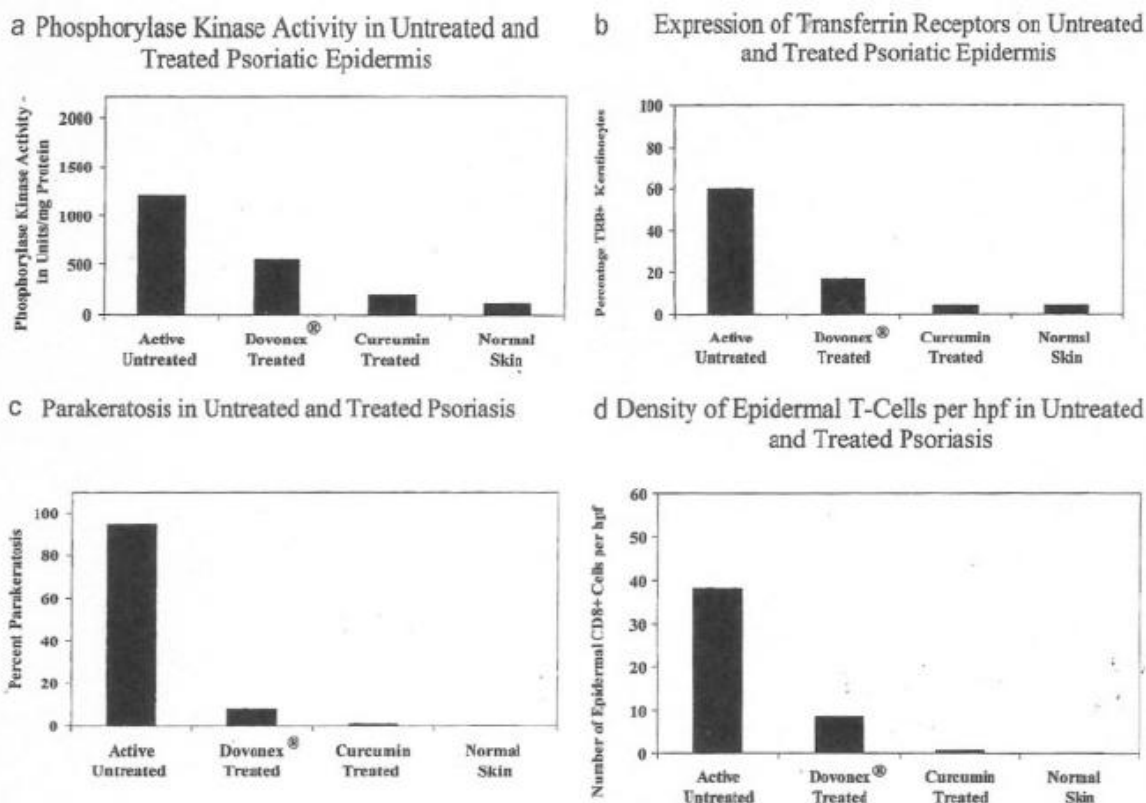 a Phosphorylase Kinase Activity in Untreated and
Treated Psoriatic Epidermis
Phosphorylase Kinase Activity -
in Units/mg Protein
2000
1500
1000
500
0
Active
Untreated
Dovonex®
Treated
Curcumin
Treated
Normal
Skin
b Expression of Transferrin Receptors on Untreated
and Treated Psoriatic Epidermis
Percentage TRR+ Keratinocytes
100
80
60
40
20
0
Active
Untreated
Dovonex®
Treated
Curcumin
Treated
Normal
Skin
c Parakeratosis in Untreated and Treated Psoriasis
Percent Parakeratosis
100
80
60
40
20
0
Active
Untreated
Dovonex®
Treated
Curcumin
Treated
Normal
Skin
d Density of Epidermal T-Cells per hpf in Untreated
and Treated Psoriasis
Number of Epidermal CD8+ Cells per hpf
60
50
40
30
20
10
0
Active
Untreated
Dovonex®
Treated
Curcumin
Treated
Normal
Skin